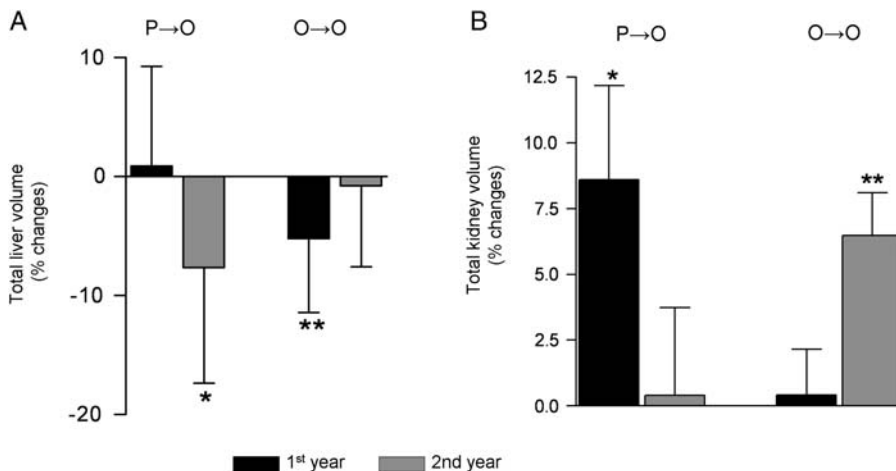 A
P→O
O→O
Total liver volume
(% changes)
10
0
-10
-20
*
**
B
P→O
O→O
Total kidney volume
(% changes)
12.5
10.0
7.5
5.0
2.5
0.0
*
**
1st year
2nd year